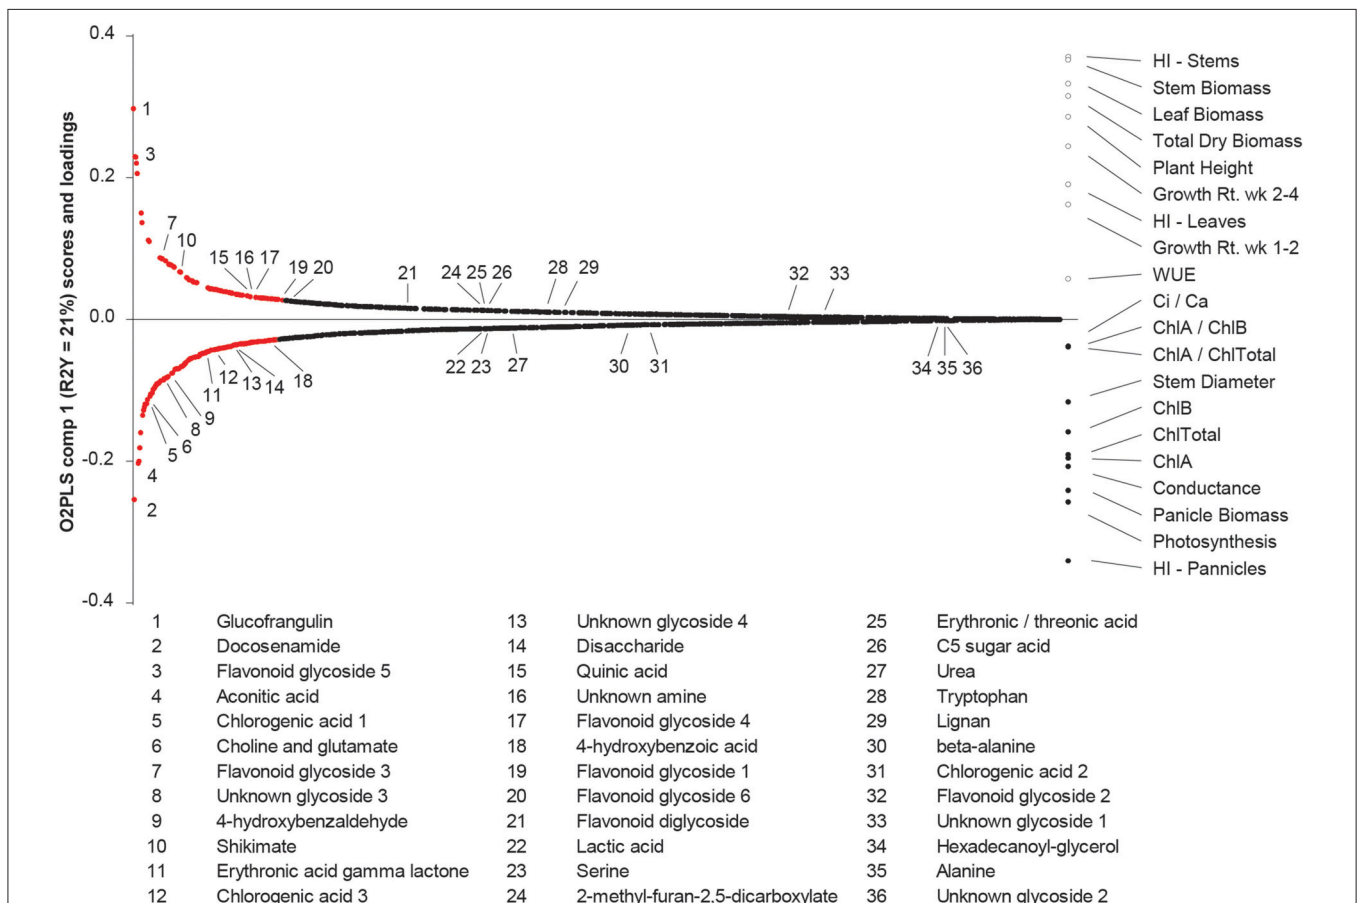 0.4
0.2
0.0
-0.2
-0.4
O2PLS comp 1 (R2Y = 21%) scores and loadings
1
3
7
10
15 16 17 19 20 21 24 25 26 28 29 32 33
2
4
5 6 8 9 11 12 13 14 18 22 23 27 30 31 34 35 36
HI - Stems
Stem Biomass
Leaf Biomass
Total Dry Biomass
Plant Height
Growth Rt. wk 2-4
HI - Leaves
Growth Rt. wk 1-2
WUE
Ci / Ca
ChlA / ChlB
ChlA / ChlTotal
Stem Diameter
ChlB
ChlTotal
ChlA
Conductance
Panicle Biomass
Photosynthesis
HI - Pannicles
1 Glucofrangulin
2 Docosenamide
3 Flavonoid glycoside 5
4 Aconitic acid
5 Chlorogenic acid 1
6 Choline and glutamate
7 Flavonoid glycoside 3
8 Unknown glycoside 3
9 4-hydroxybenzaldehyde
10 Shikimate
11 Erythronic acid gamma lactone
12 Chlorogenic acid 3
13 Unknown glycoside 4
14 Disaccharide
15 Quinic acid
16 Unknown amine
17 Flavonoid glycoside 4
18 4-hydroxybenzoic acid
19 Flavonoid glycoside 1
20 Flavonoid glycoside 6
21 Flavonoid diglycoside
22 Lactic acid
23 Serine
24 2-methyl-furan-2,5-dicarboxylate
25 Erythronic / threonic acid
26 C5 sugar acid
27 Urea
28 Tryptophan
29 Lignan
30 beta-alanine
31 Chlorogenic acid 2
32 Flavonoid glycoside 2
33 Unknown glycoside 1
34 Hexadecanoyl-glycerol
35 Alanine
36 Unknown glycoside 2